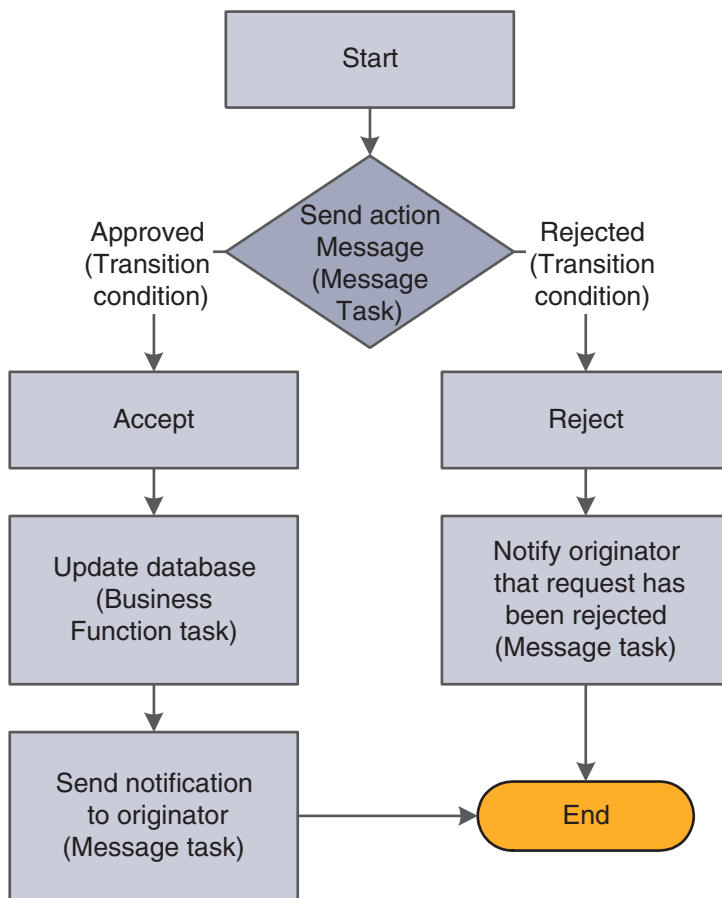 Start
Send action
Message
(Message
Task)
Approved
(Transition
condition)
Rejected
(Transition
condition)
Accept
Reject
Update database
(Business
Function task)
Notify originator
that request has
been rejected
(Message task)
Send notification
to originator
(Message task)
End